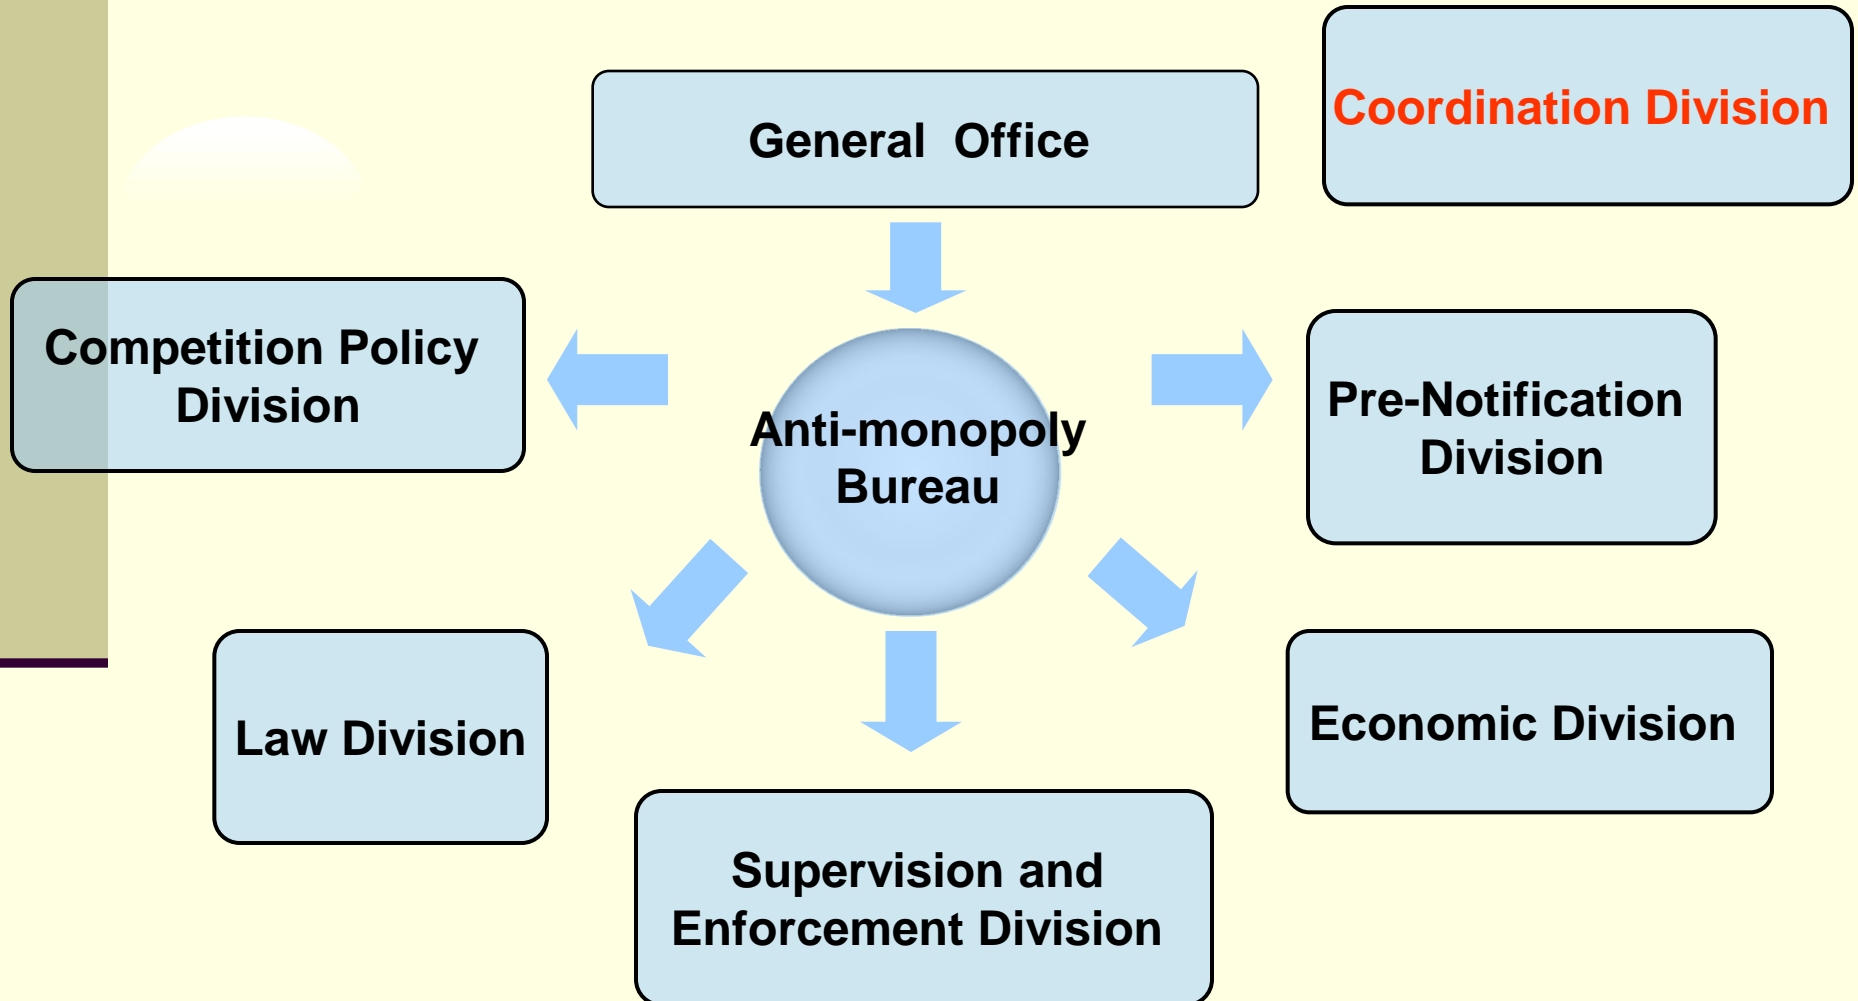 Coordination Division
General Office
Competition Policy
Division
Anti-monopoly
Bureau
Pre-Notification
Division
Law Division
Economic Division
Supervision and
Enforcement Division